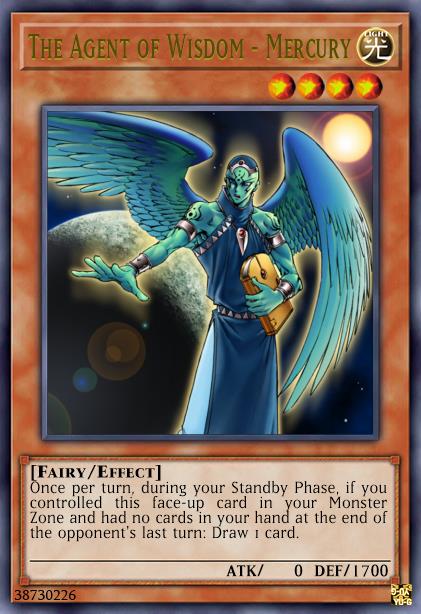 THE AGENT OF WISDOM - MERCURY
LIGHT
光
[FAIRY/EFFECT]
Once per turn, during your Standby Phase, if you
controlled this face-up card in your Monster
Zone and had no cards in your hand at the end of
the opponent's last turn: Draw 1 card.
ATK/ 0 DEF/1700
38730226